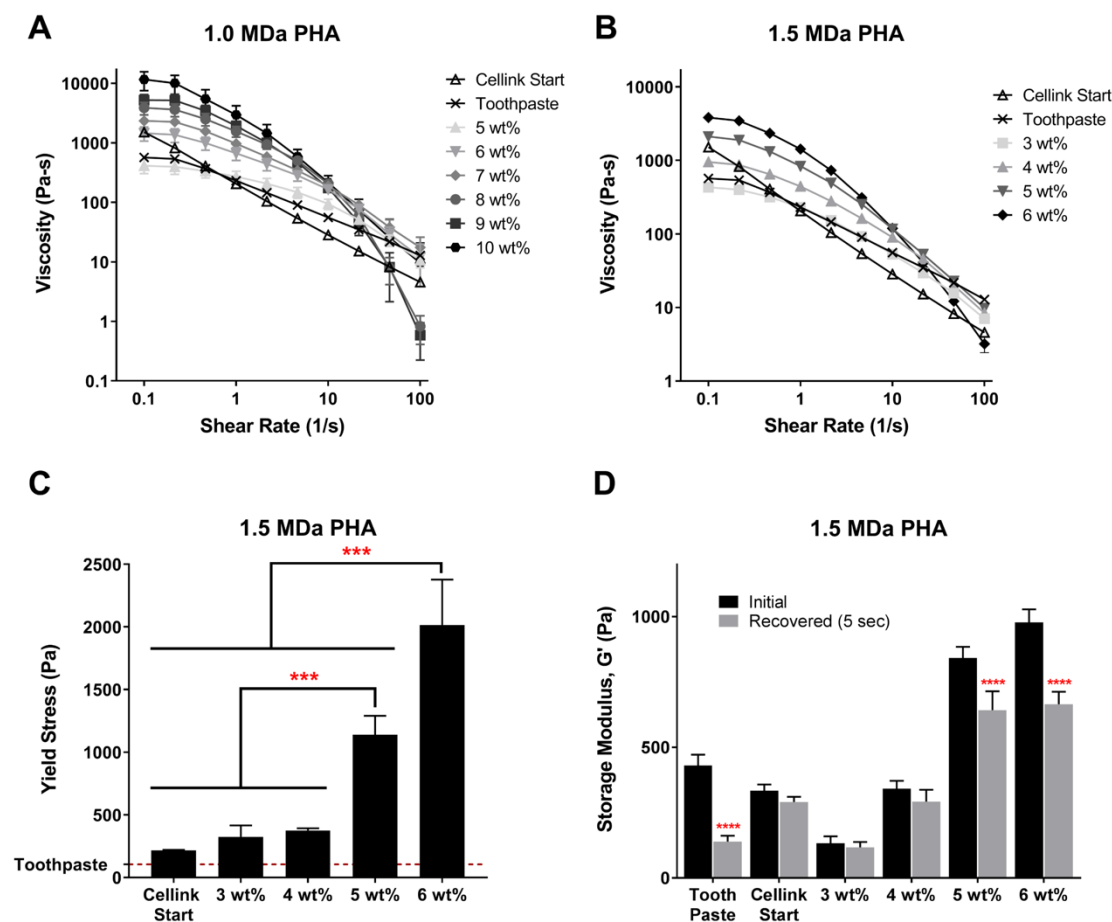 A
1.0 MDa PHA
Viscosity (Pa-s)
10000
1000
100
10
1
0.1
0.1
1
10
100
Shear Rate (1/s)
Cellink Start
Toothpaste
5 wt%
6 wt%
7 wt%
8 wt%
9 wt%
10 wt%
B
1.5 MDa PHA
Viscosity (Pa-s)
10000
1000
100
10
1
0.1
1
10
100
Shear Rate (1/s)
Cellink Start
Toothpaste
3 wt%
4 wt%
5 wt%
6 wt%
C
1.5 MDa PHA
Yield Stress (Pa)
2500
2000
1500
1000
500
0
Toothpaste
***
***
Cellink
Start
3 wt%
4 wt%
5 wt%
6 wt%
D
1.5 MDa PHA
Storage Modulus, G' (Pa)
1000
500
0
Initial
Recovered (5 sec)
****
****
****
Tooth
Paste
Cellink
Start
3 wt%
4 wt%
5 wt%
6 wt%